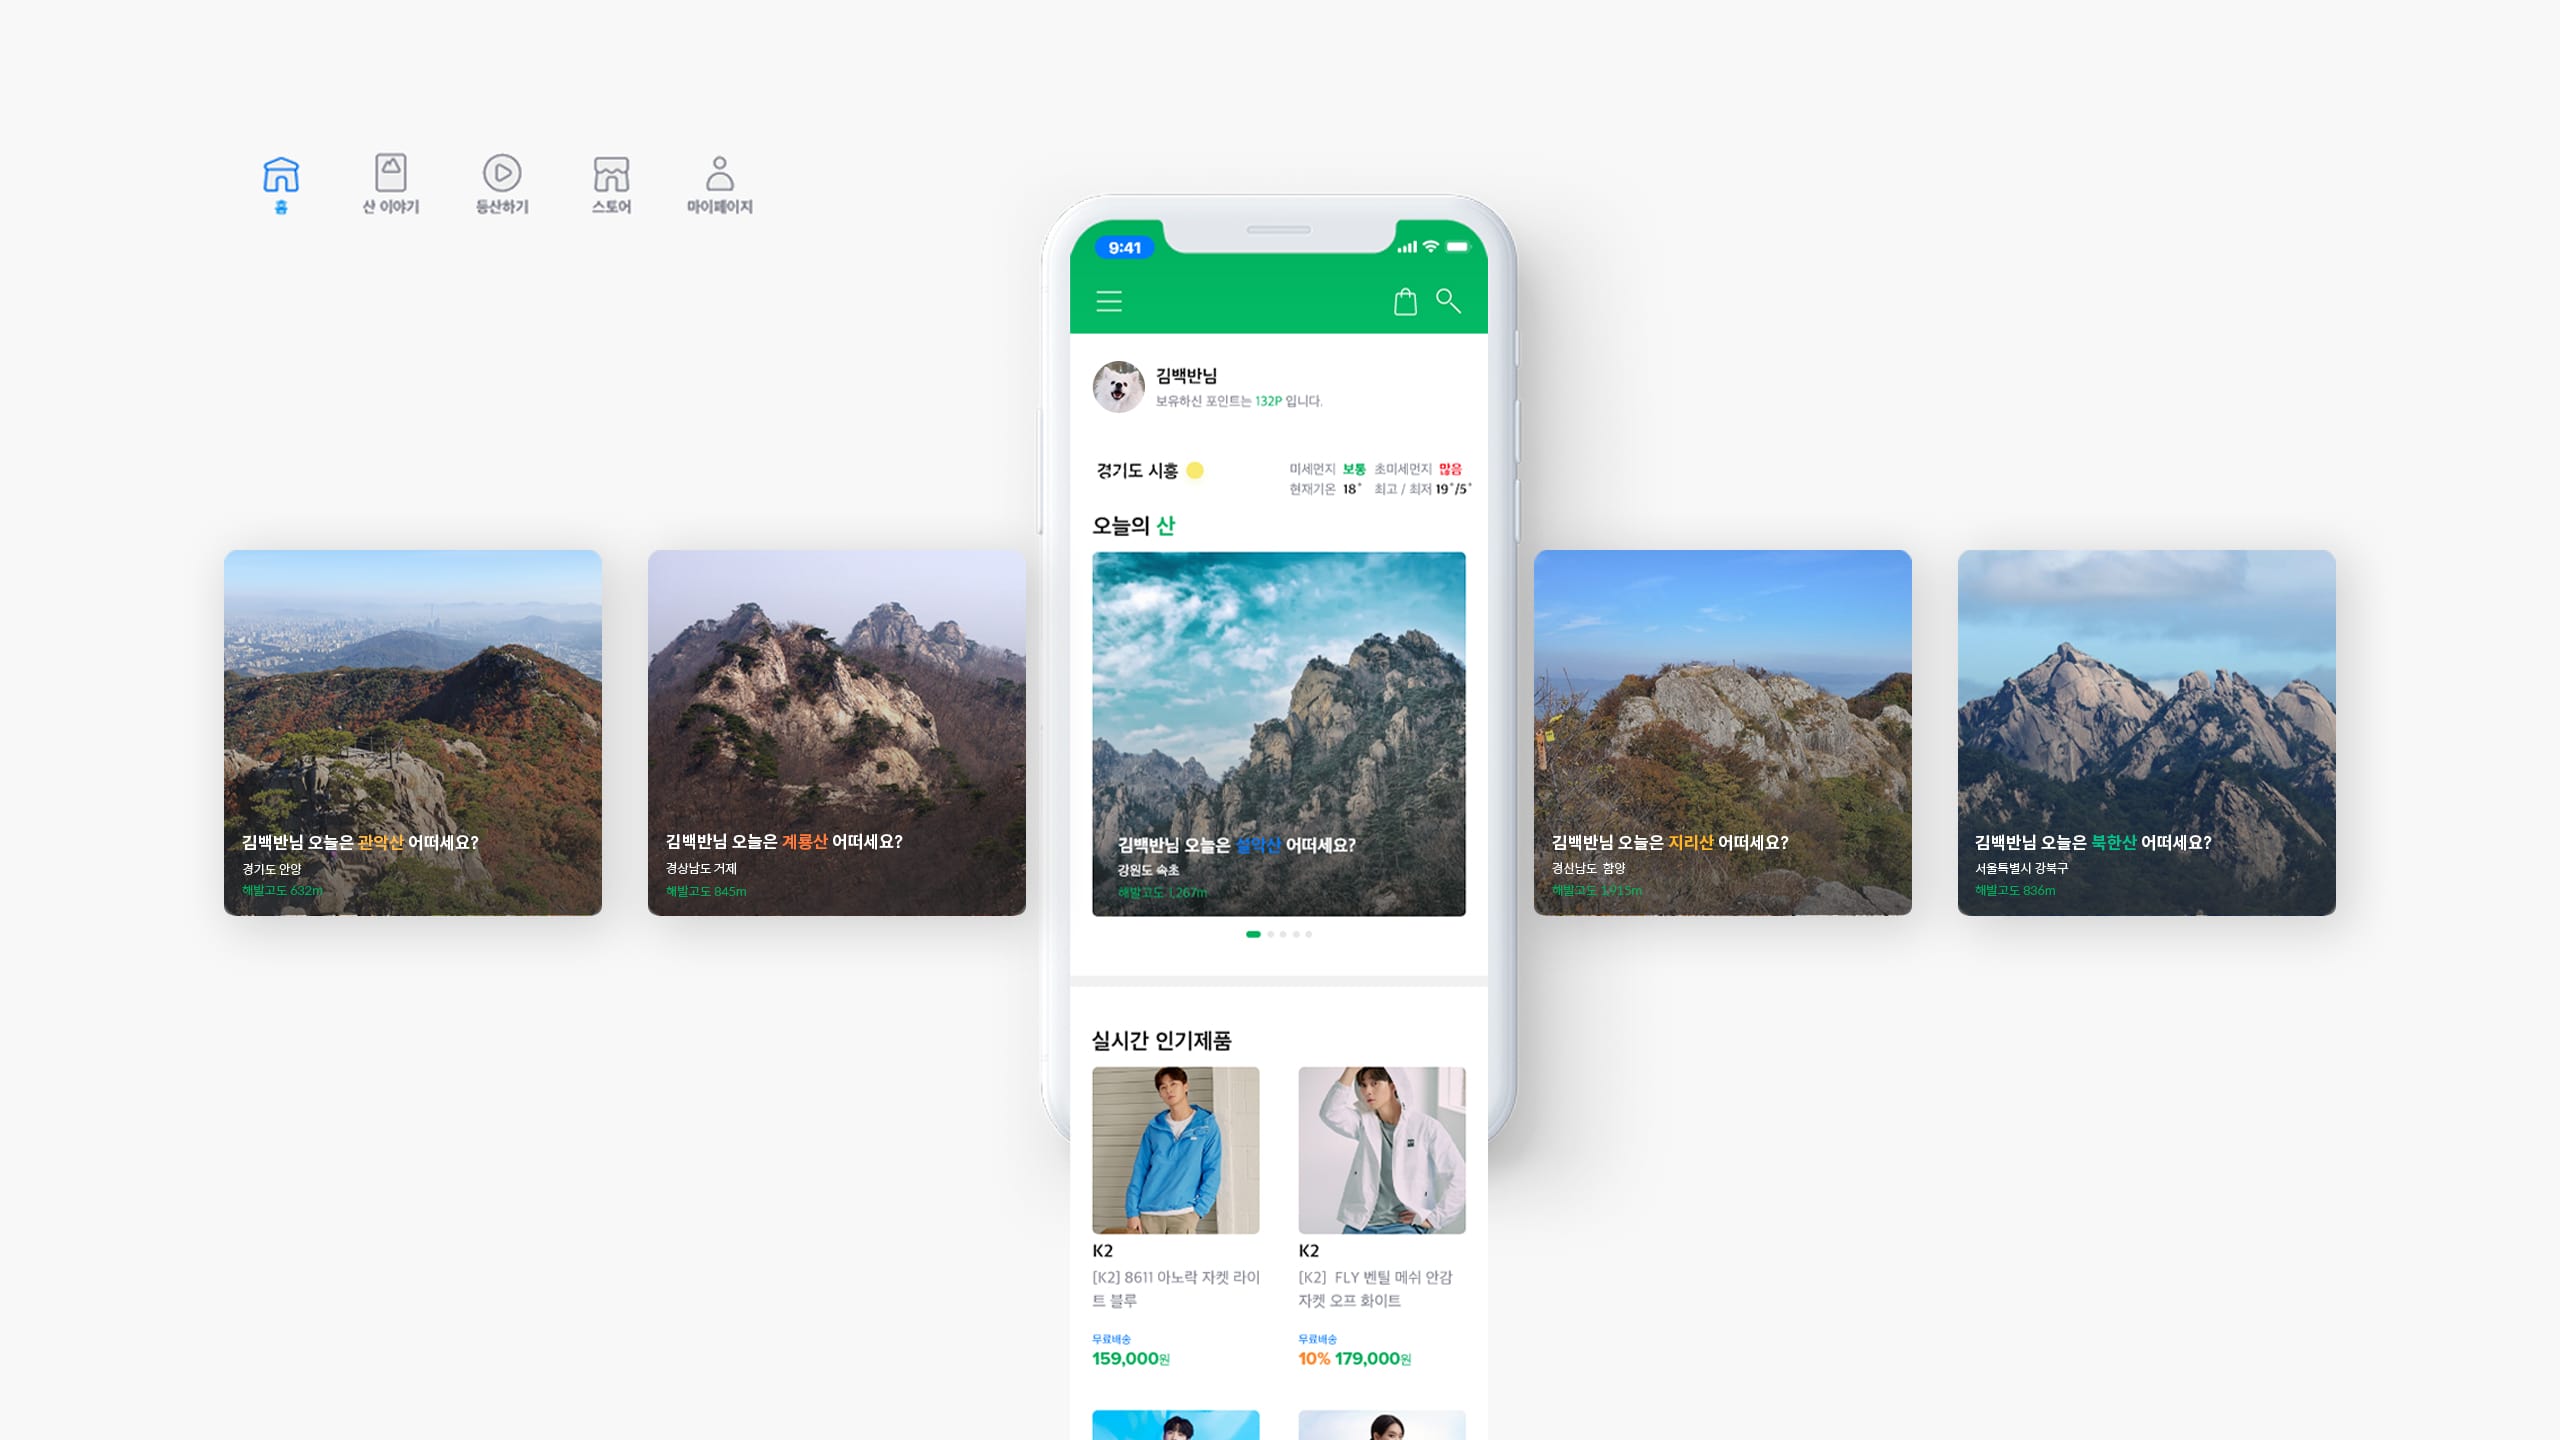 홈
산 이야기
등산하기
스토어
마이페이지
9:41
김백반님
보유하신 포인트는 132P 입니다.
경기도 시흥
미세먼지 보통 초미세먼지 많음
현재기온 18˚ 최고 / 최저 19˚/5˚
오늘의 산
김백반님 오늘은 관악산 어떠세요?
경기도 안양
해발고도 632m
김백반님 오늘은 계룡산 어떠세요?
경상남도 거제
해발고도 845m
김백반님 오늘은 설악산 어떠세요?
강원도 속초
해발고도 1,267m
김백반님 오늘은 지리산 어떠세요?
경신남도 함양
해발고도 1,915m
김백반님 오늘은 북한산 어떠세요?
서울특별시 강북구
해발고도 836m
실시간 인기제품
K2
[K2] 8611 아노락 자켓 라이
트 블루
무료배송
159,000원
K2
[K2] FLY 벤틸 메쉬 안감
자켓 오프 화이트
무료배송
10% 179,000원